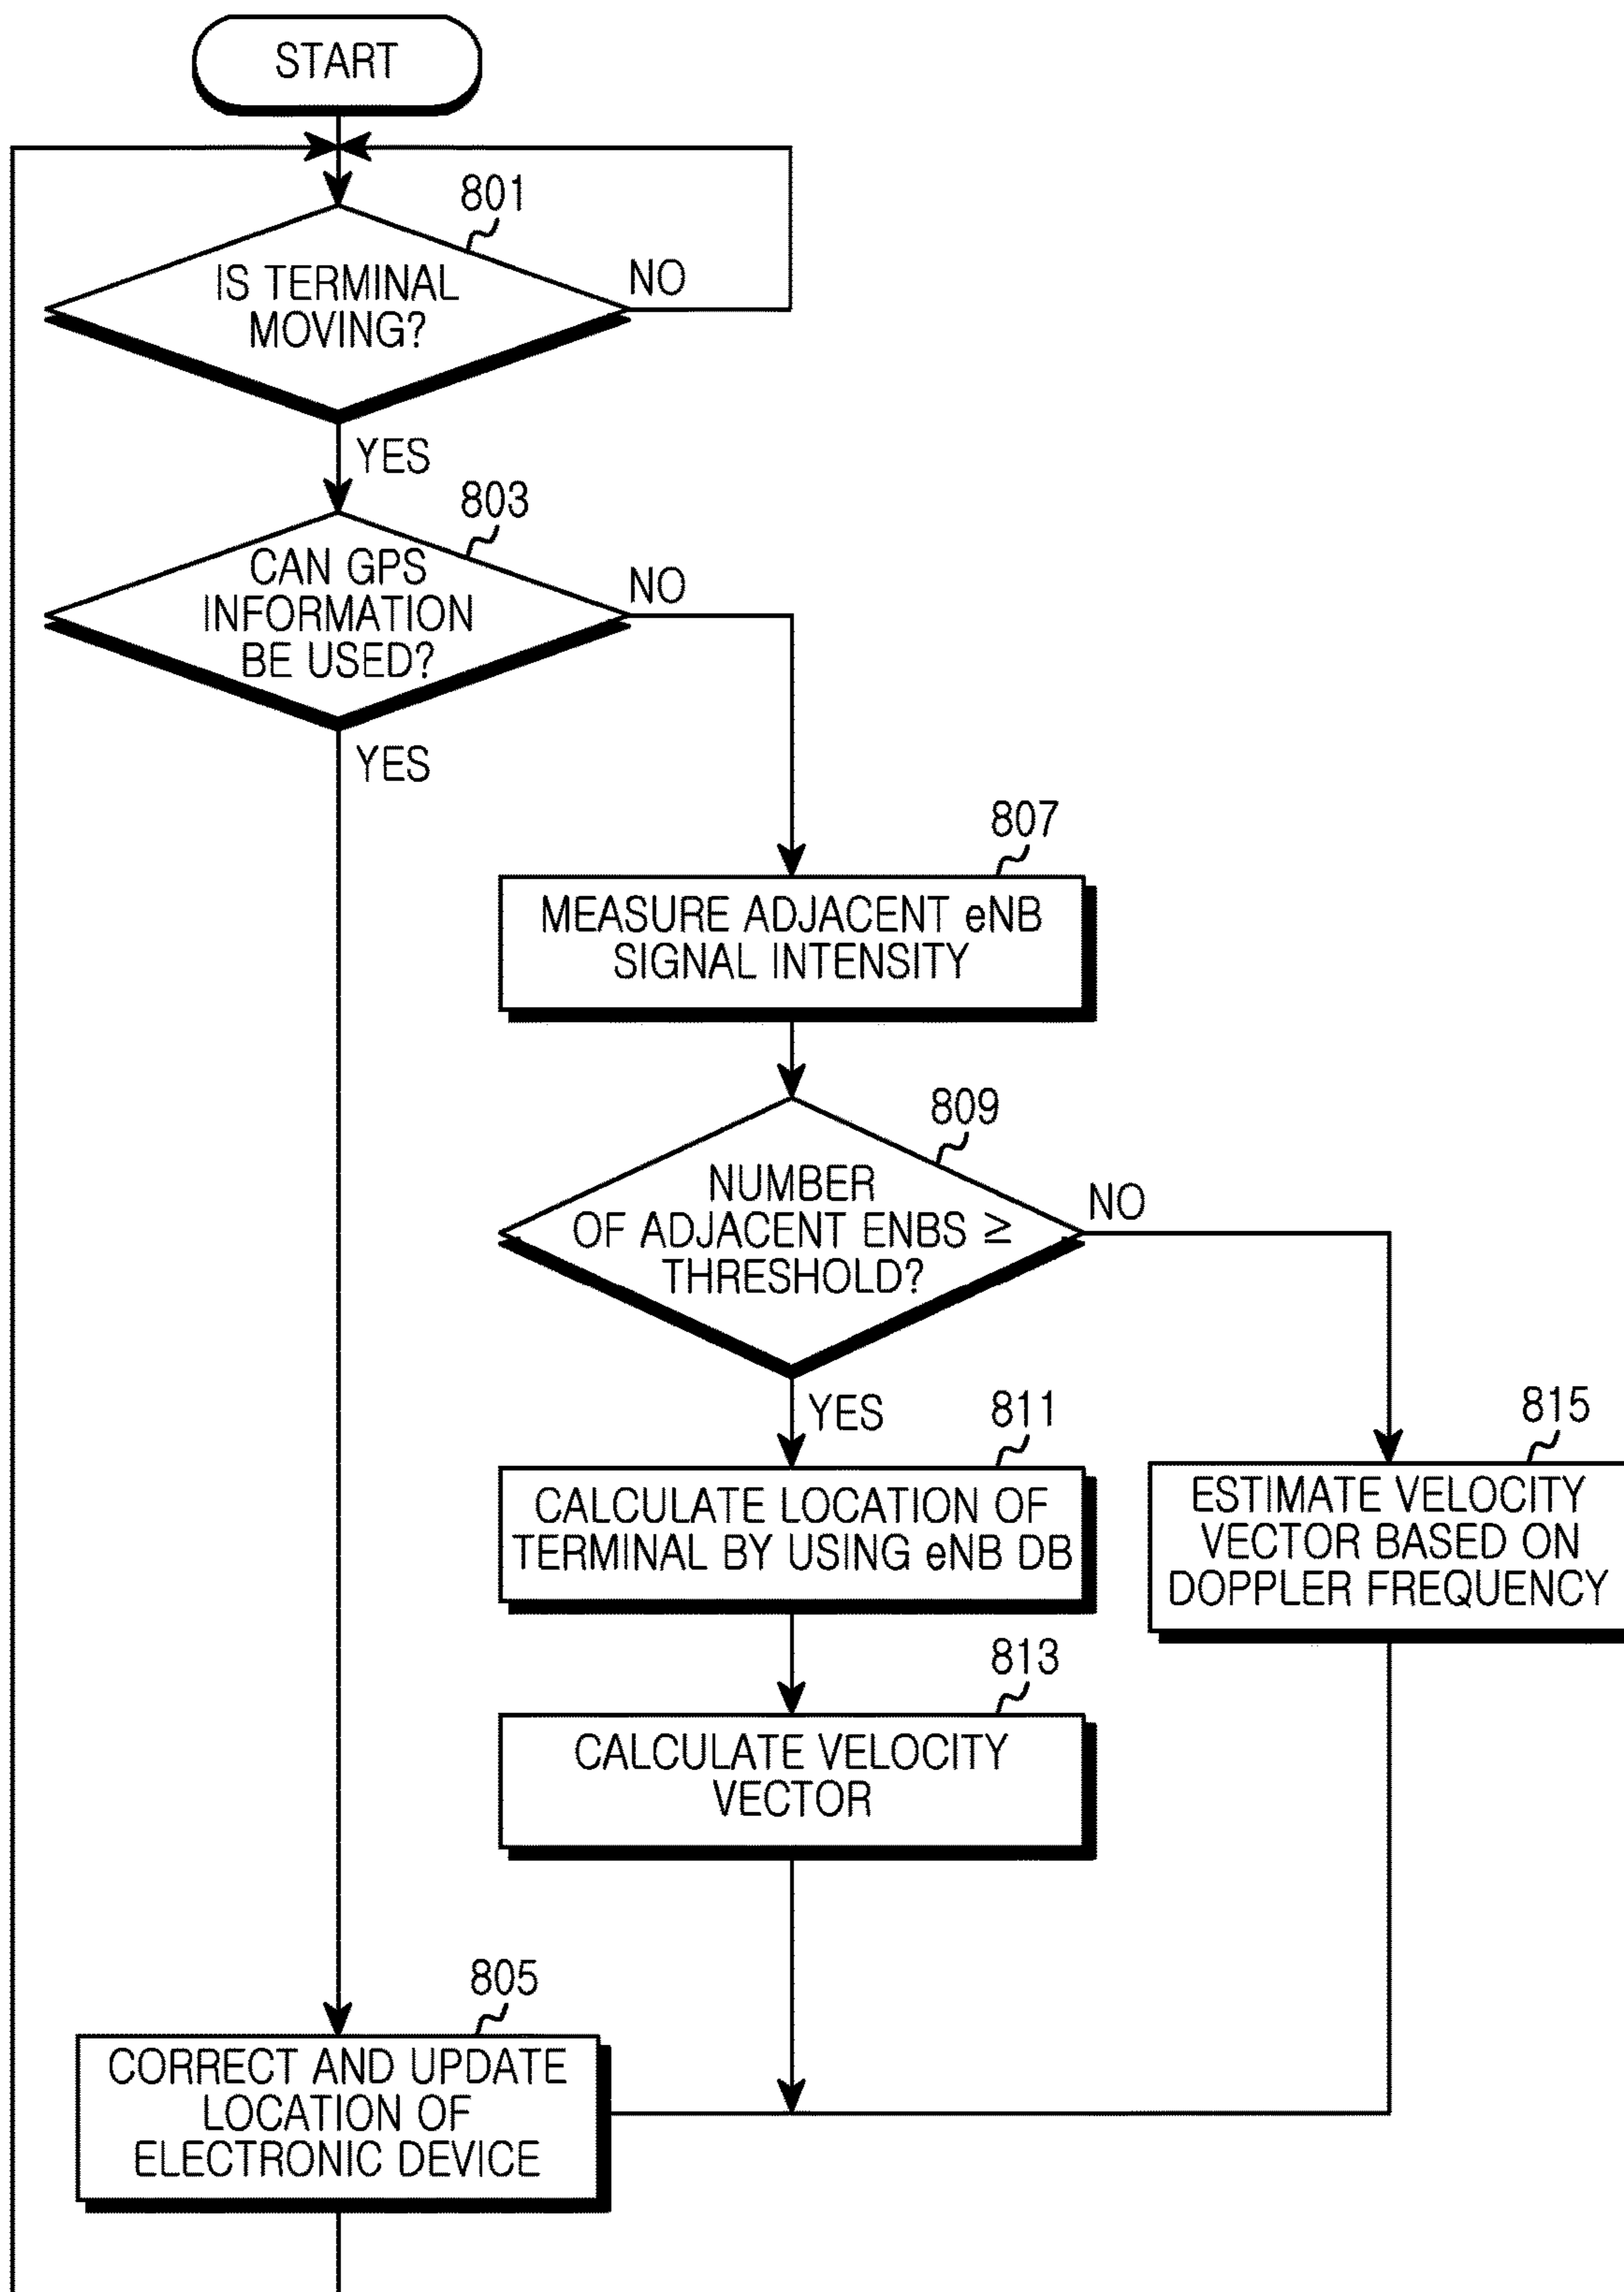 START
801
IS TERMINAL
MOVING?
NO
YES
803
CAN GPS
INFORMATION
BE USED?
NO
YES
807
MEASURE ADJACENT eNB
SIGNAL INTENSITY
809
NUMBER
OF ADJACENT ENBS ≥
THRESHOLD?
NO
YES
811
CALCULATE LOCATION OF
TERMINAL BY USING eNB DB
815
ESTIMATE VELOCITY
VECTOR BASED ON
DOPPLER FREQUENCY
813
CALCULATE VELOCITY
VECTOR
805
CORRECT AND UPDATE
LOCATION OF
ELECTRONIC DEVICE